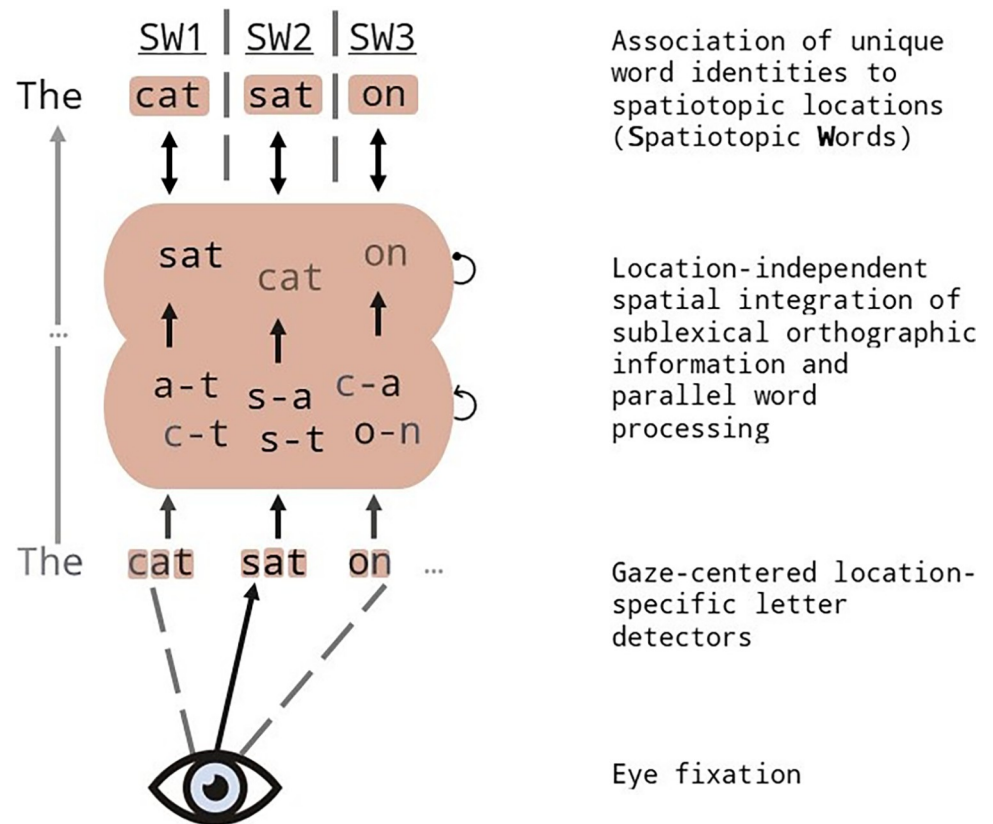 SW1 SW2 SW3
The cat sat on
Association of unique
word identities to
spatiotopic locations
(Spatiotopic Words)
sat cat on
...
a-t s-a c-a
c-t s-t o-n
Location-independent
spatial integration of
sublexical orthographic
information and
parallel word
processing
The cat sat on ...
Gaze-centered location-
specific letter
detectors
Eye fixation